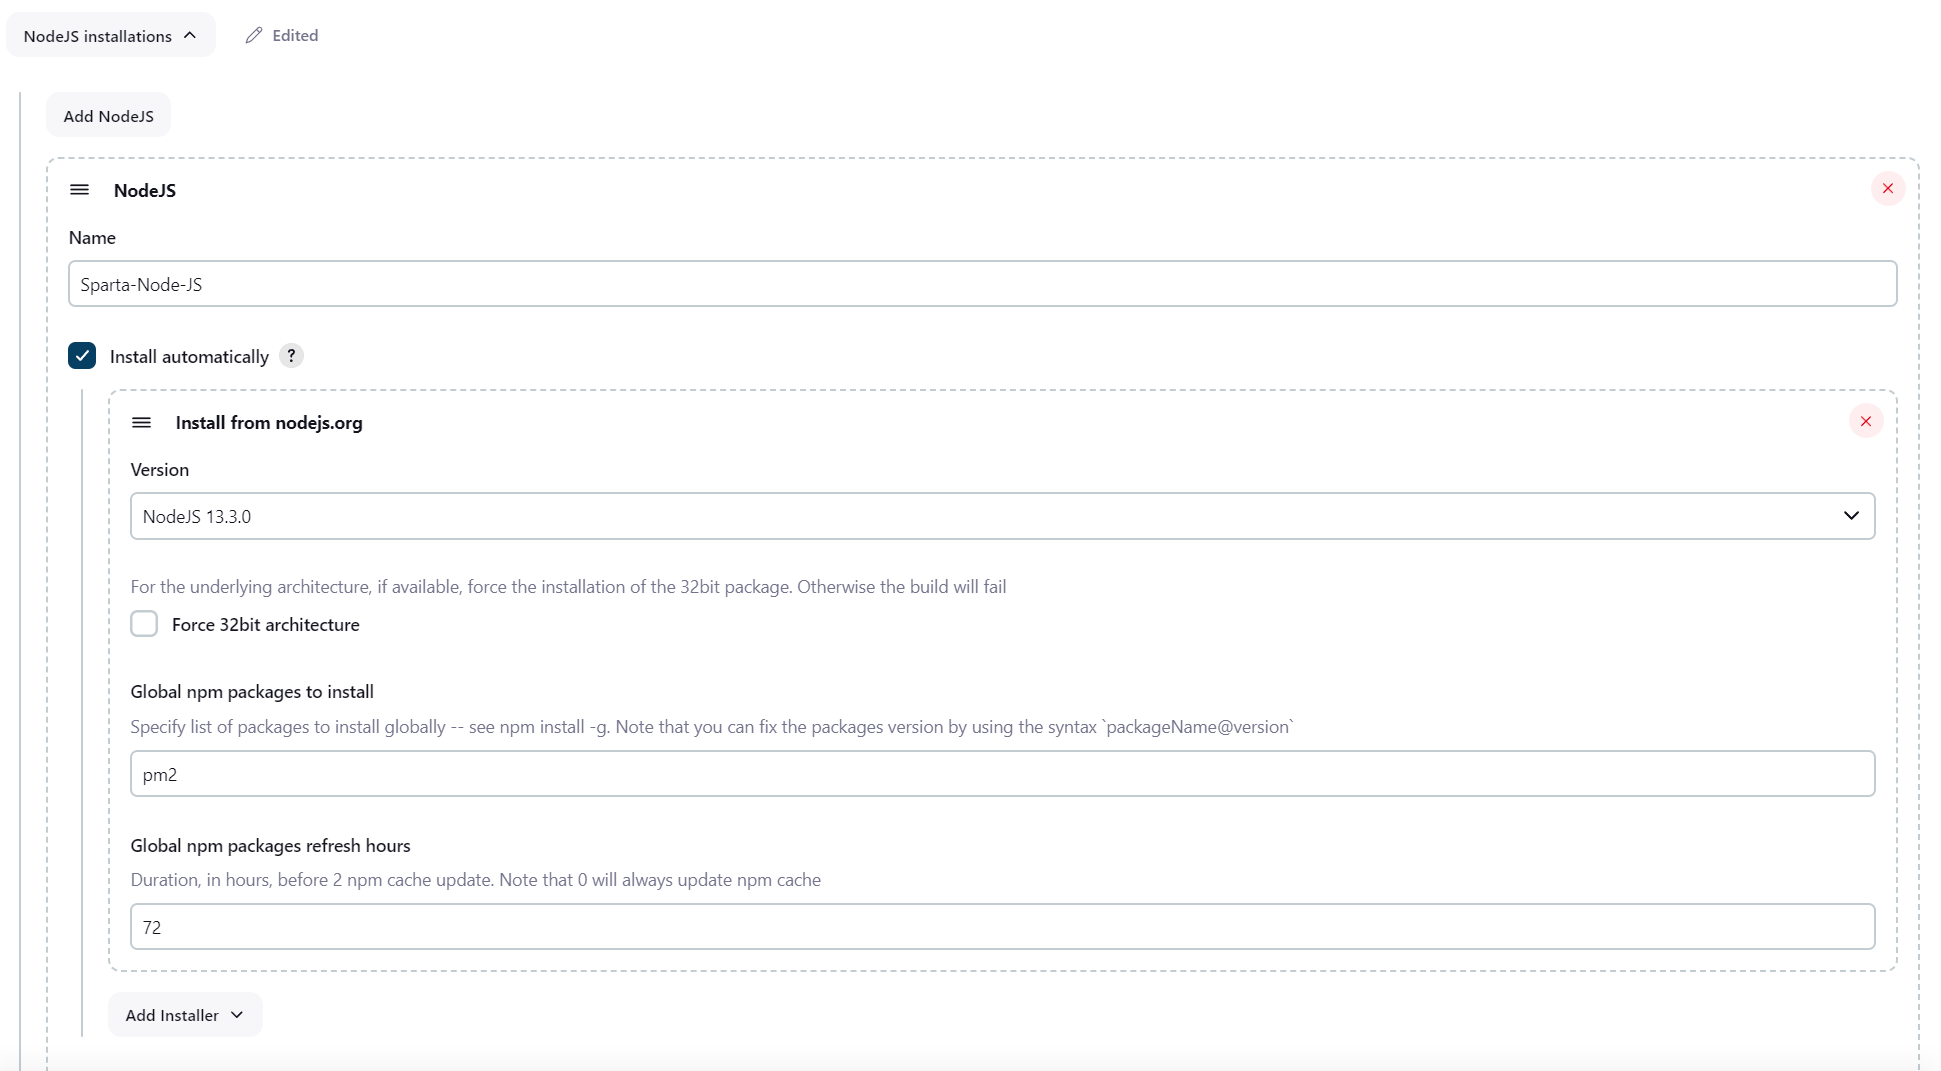 NodeJS installations
Edited
Add NodeJS
NodeJS
Name
Sparta-Node-JS
Install automatically ?
Install from nodejs.org
Version
NodeJS 13.3.0
For the underlying architecture, if available, force the installation of the 32bit package. Otherwise the build will fail
Force 32bit architecture
Global npm packages to install
Specify list of packages to install globally -- see npm install -g. Note that you can fix the packages version by using the syntax `packageName@version`
pm2
Global npm packages refresh hours
Duration, in hours, before 2 npm cache update. Note that 0 will always update npm cache
72
Add Installer